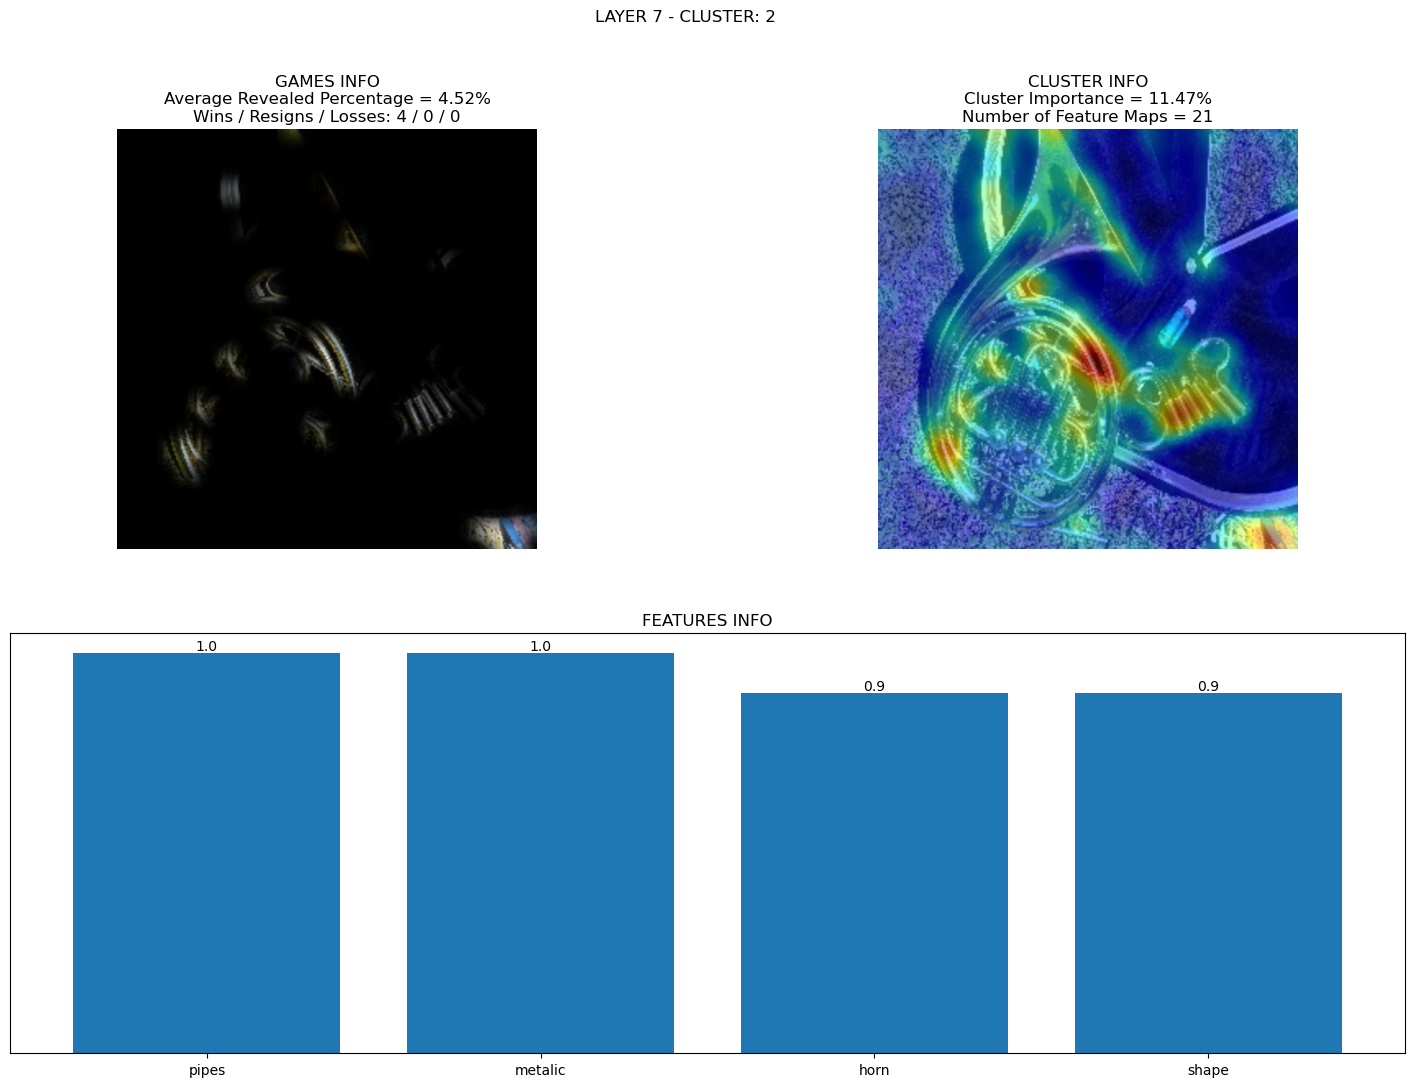 LAYER 7 - CLUSTER: 2
GAMES INFO
Average Revealed Percentage = 4.52%
Wins / Resigns / Losses: 4 / 0 / 0
CLUSTER INFO
Cluster Importance = 11.47%
Number of Feature Maps = 21
FEATURES INFO
1.0
1.0
0.9
0.9
pipes
metalic
horn
shape